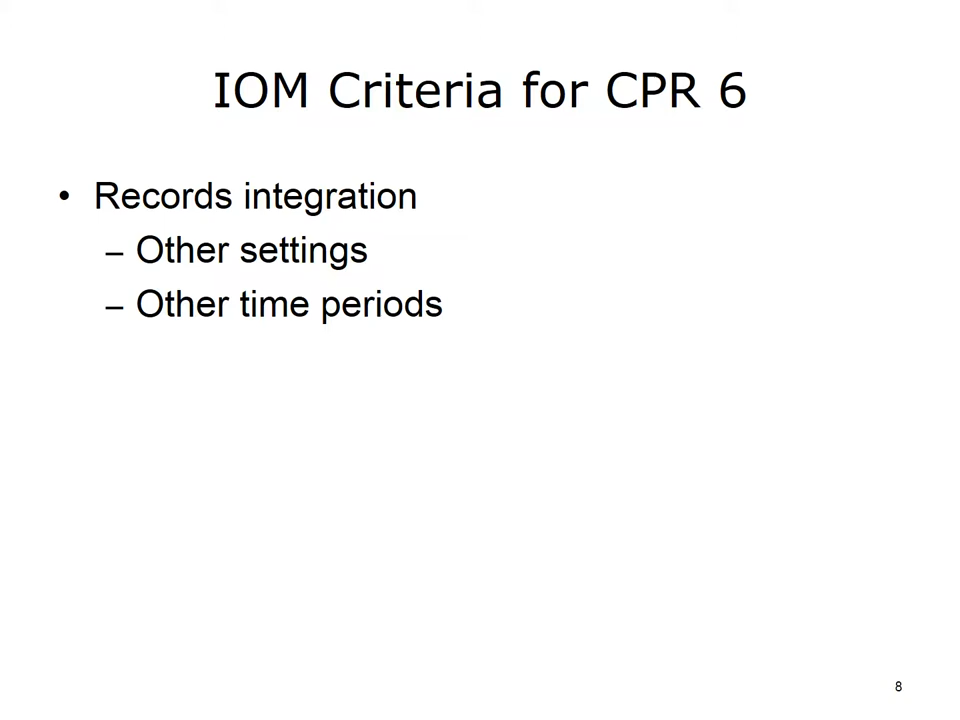 IOM Criteria for CPR 6
• Records integration
– Other settings
– Other time periods
8